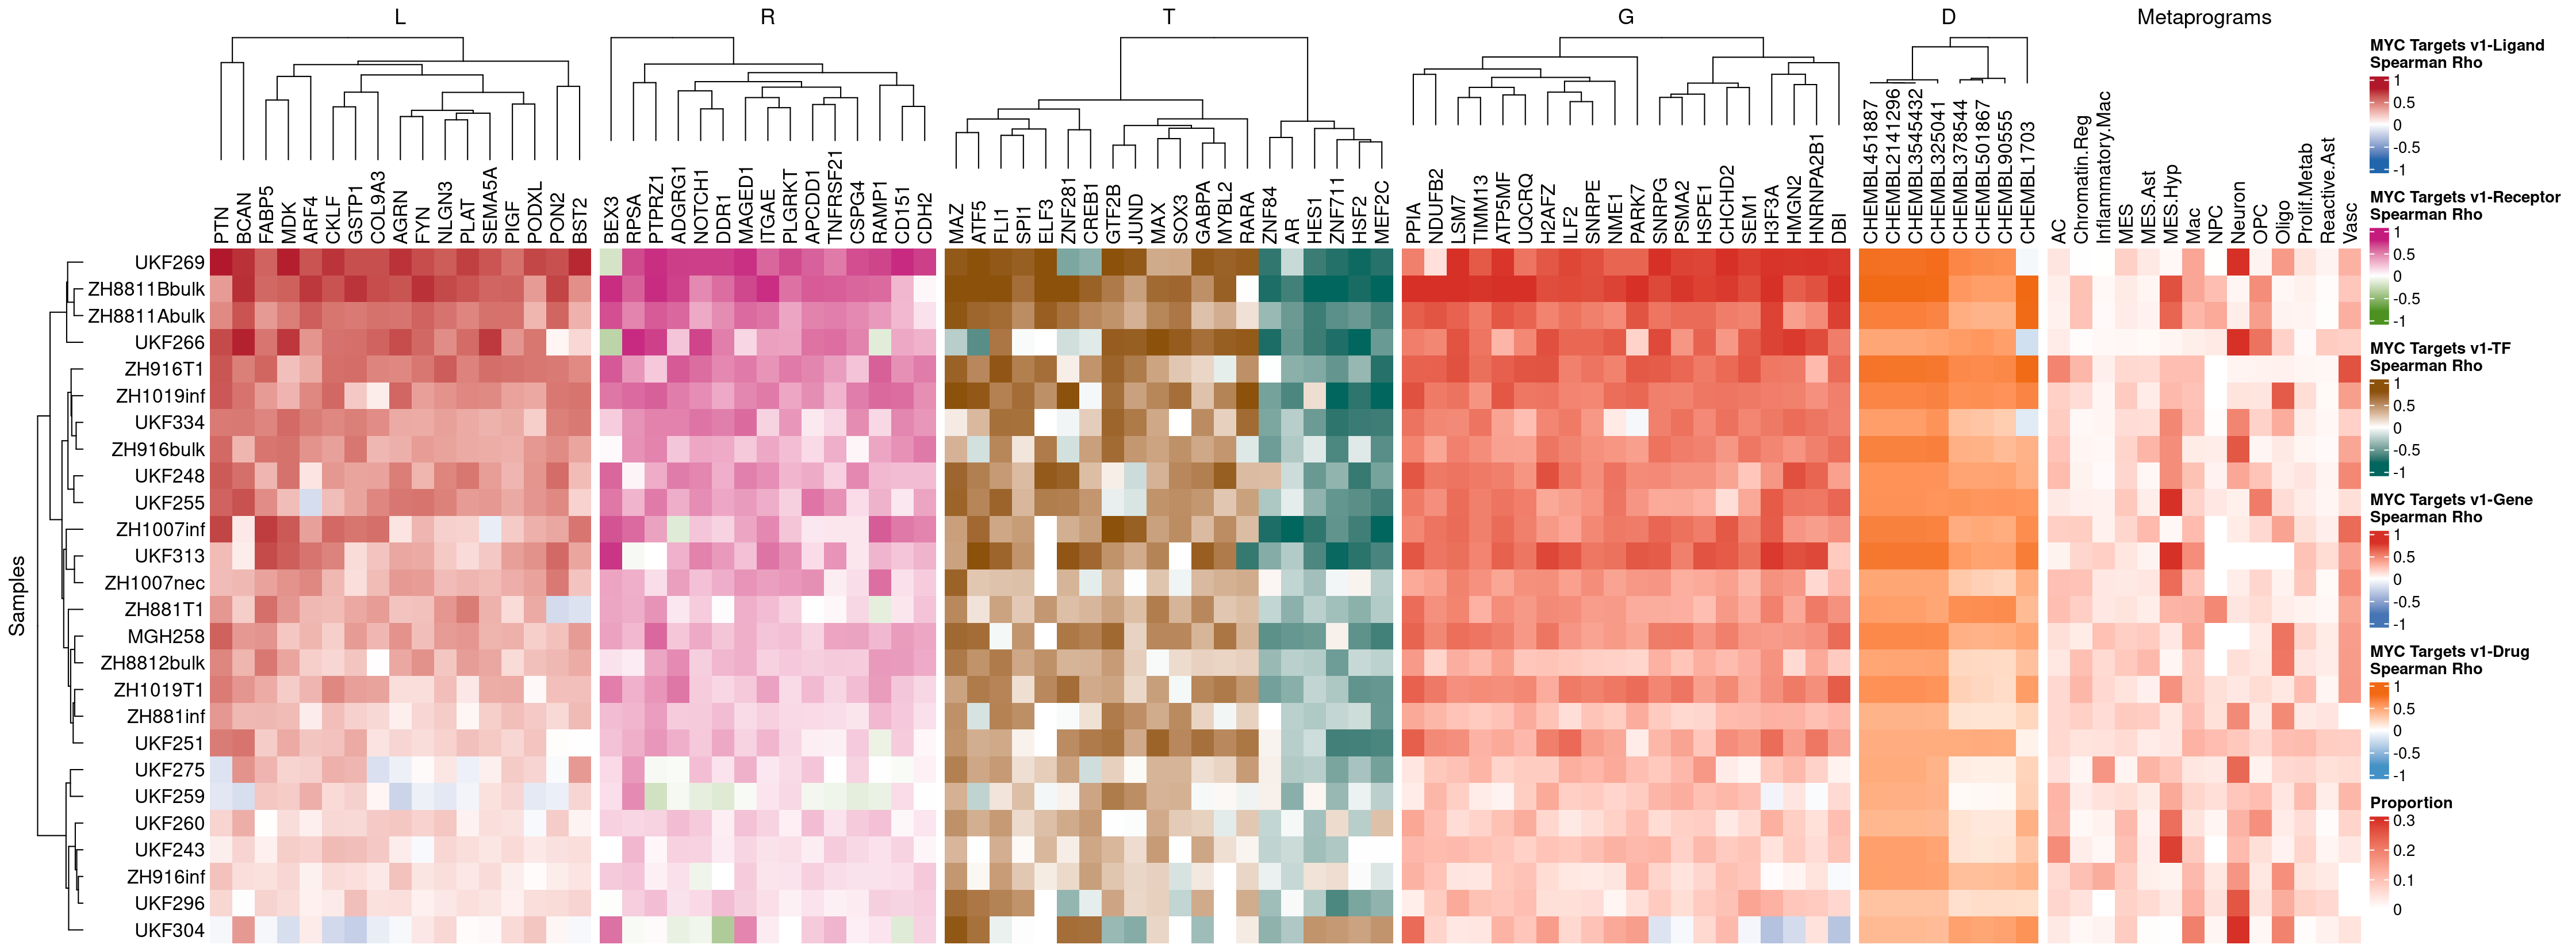 L R T G D Metaprograms
PTN BCAN FABP5 MDK ARF4 CKLF GSTP1 COL9A3 AGRN FYN NLGN3 PLAT SEMA5A PIGF PODXL PON2 BST2
BEX3 RPSA PTPRZ1 ADGRG1 NOTCH1 DDR1 MAGED1 ITGAE PLGRKT APCDD1 TNFRSF21 CSPG4 RAMP1 CD151 CDH2
MAZ ATF5 FLI1 SPI1 ELF3 ZNF281 CREB1 GTF2B JUND MAX SOX3 GABPA MYBL2 RARA ZNF84 AR HES1 ZNF711 HSF2 MEF2C
PPIA NDUFB2 LSM7 TIMM13 ATP5MF UQCRQ H2AFZ ILF2 SNRPE NME1 PARK7 SNRPG PSMA2 HSPE1 CHCHD2 SEM1 H3F3A HMGN2 HNRNPA2B1 DBI
CHEMBL451887 CHEMBL2141296 CHEMBL3545432 CHEMBL325041 CHEMBL378544 CHEMBL501867 CHEMBL905555 CHEMBL1703
AC Chromatin.Reg Inflammatory.Mac MES MES.Ast MES.Hyp Mac NPC Neuron OPC Oligo Prolif.Metab Reactive.Ast Vasc
Samples
UKF269
ZH8811Bbulk
ZH8811Abulk
UKF266
ZH916T1
ZH1019inf
UKF334
ZH916bulk
UKF248
UKF255
ZH1007inf
UKF313
ZH1007nec
ZH881T1
MGH258
ZH8812bulk
ZH1019T1
ZH881inf
UKF251
UKF275
UKF259
UKF260
UKF243
ZH916inf
UKF296
UKF304
MYC Targets v1-Ligand
Spearman Rho
1
0.5
0
-0.5
-1
MYC Targets v1-Receptor
Spearman Rho
1
0.5
0
-0.5
-1
MYC Targets v1-TF
Spearman Rho
1
0.5
0
-0.5
-1
MYC Targets v1-Gene
Spearman Rho
1
0.5
0
-0.5
-1
MYC Targets v1-Drug
Spearman Rho
1
0.5
0
-0.5
-1
Proportion
0.3
0.2
0.1
0